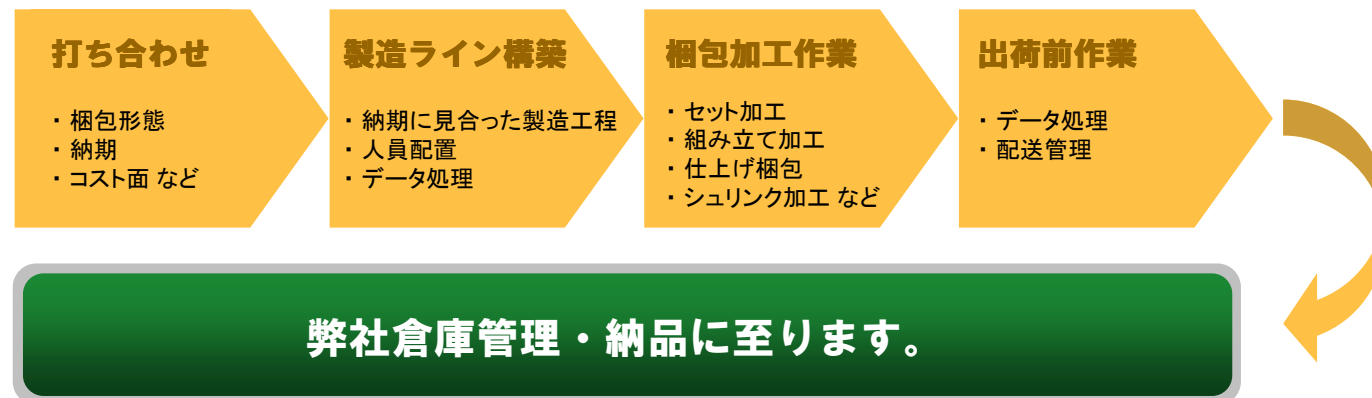 打ち合わせ
・ 梱包形態
・ 納期
・ コスト面 など
製造ライン構築
・ 納期に見合った製造工程
・ 人員配置
・ データ処理
梱包加工作業
・ セット加工
・ 組み立て加工
・ 仕上げ梱包
・ シュリンク加工 など
出荷前作業
・ データ処理
・ 配送管理
弊社倉庫管理・納品に至ります。